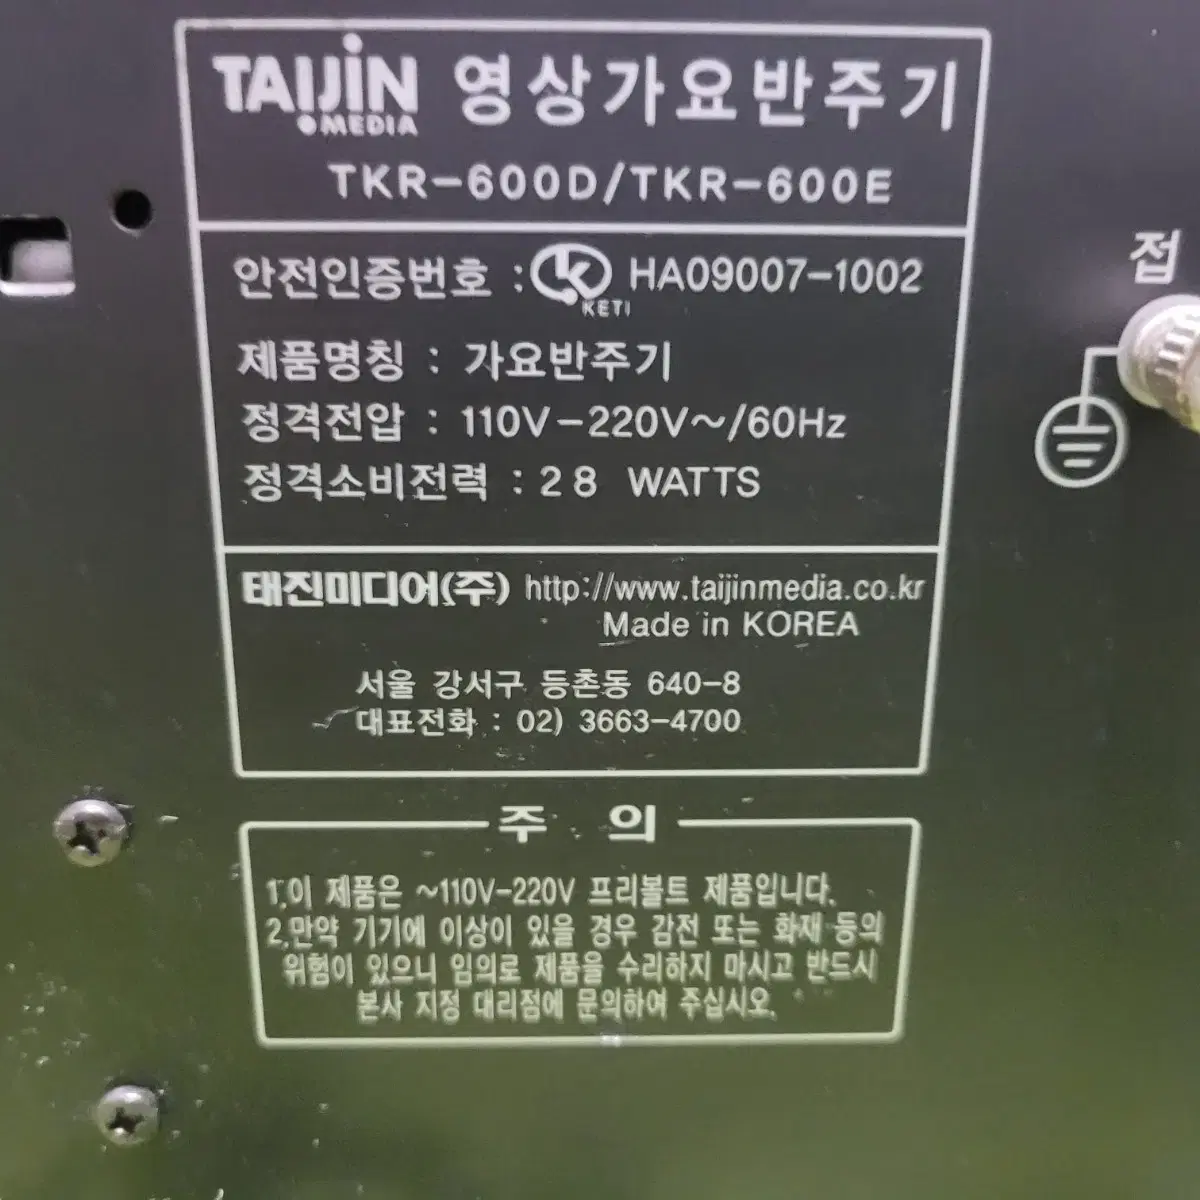 TAIJIN MEDIA 영상가요반주기
TKR-600D/TKR-600E
안전인증번호 : KETI HA09007-1002
제품명칭 : 가요반주기
정격전압 : 110V-220V~/60Hz
정격소비전력 : 28 WATTS
태진미디어(주) http://www.taijinmedia.co.kr
Made in KOREA
서울 강서구 등촌동 640-8
대표전화 : 02) 3663-4700
접
주 의
1.이 제품은 ~110V-220V 프리볼트 제품입니다.
2.만약 기기에 이상이 있을 경우 감전 또는 화재 등의
위험이 있으니 임의로 제품을 수리하지 마시고 반드시
본사 지정 대리점에 문의하여 주십시오.